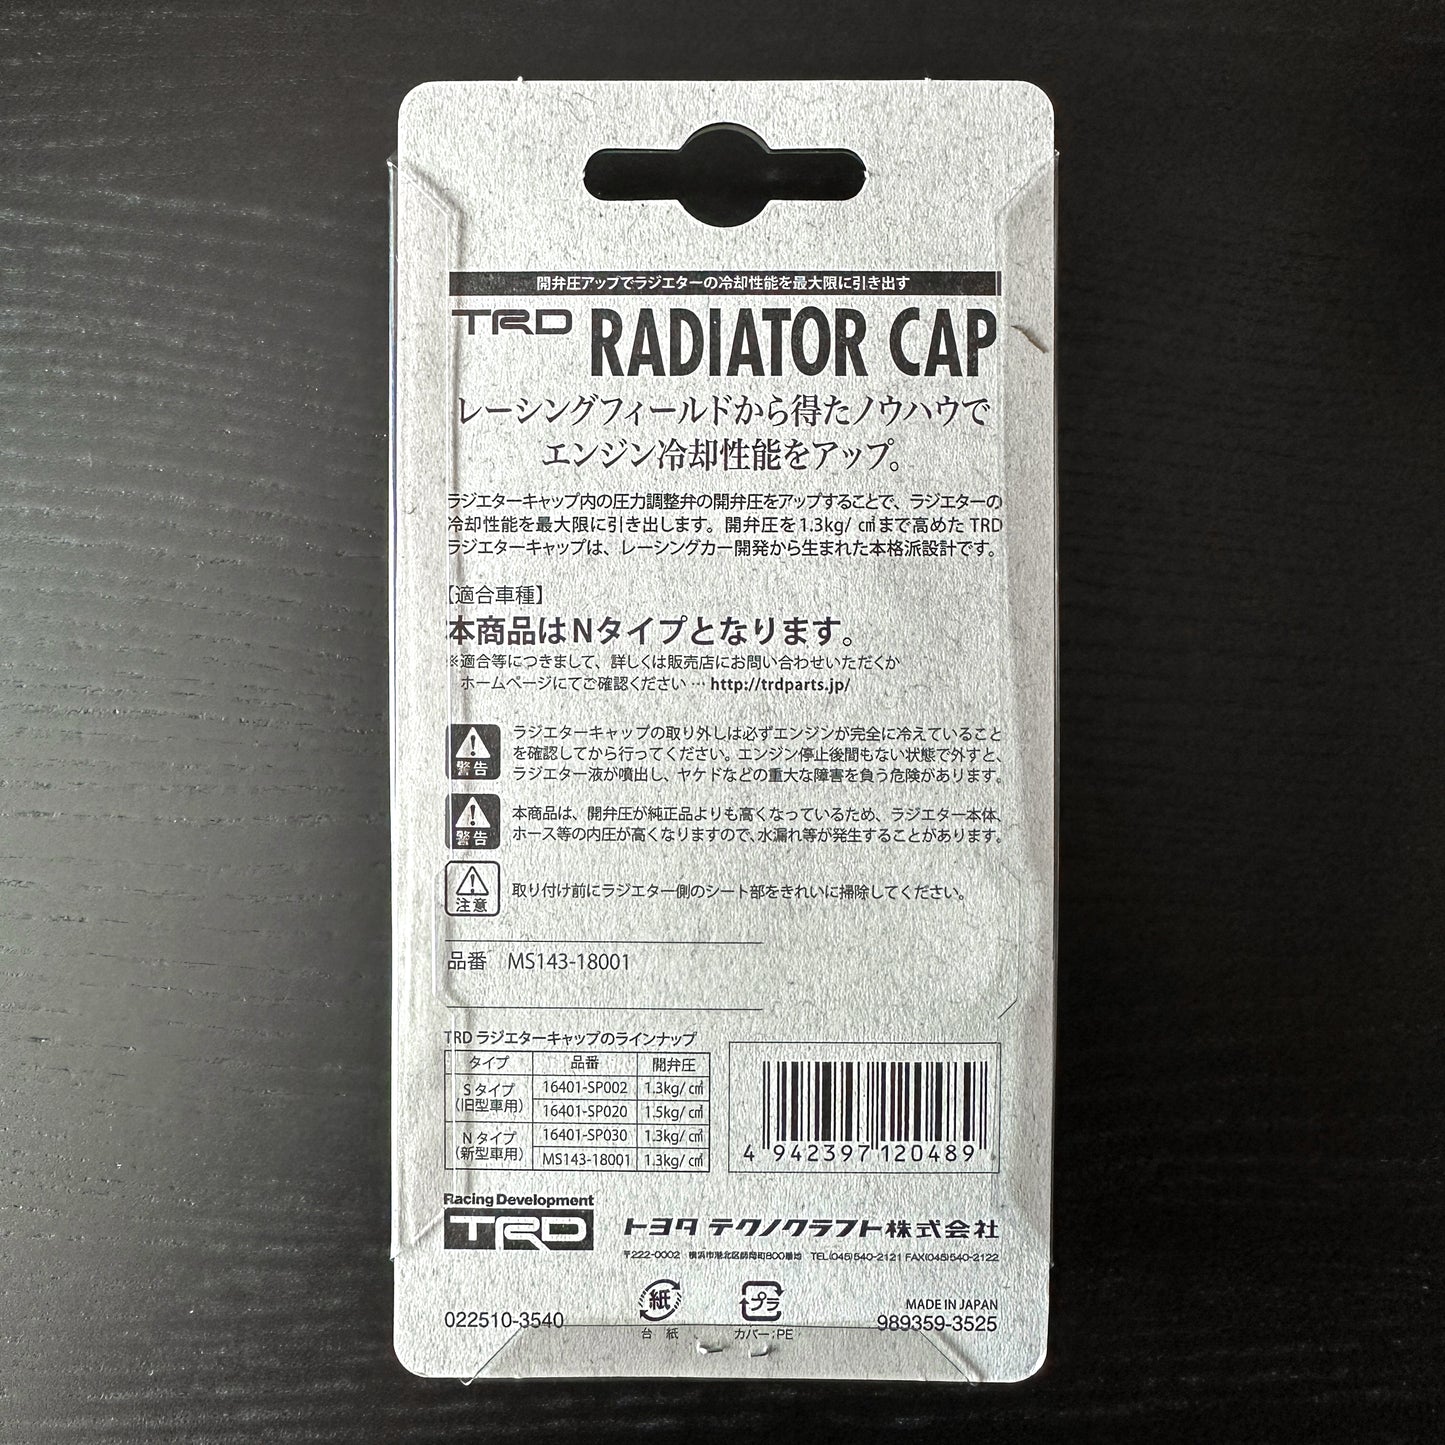 開弁圧アップでラジエターの冷却性能を最大限に引き出す
TRD RADIATOR CAP
レーシングフィールドから得たノウハウで
エンジン冷却性能をアップ。
ラジエターキャップ内の圧力調整弁の開弁圧をアップすることで、ラジエターの
冷却性能を最大限に引き出します。開弁圧を1.3kg/㎠まで高めた TRD
ラジエターキャップは、レーシングカー開発から生まれた本格派設計です。
【適合車種】
本商品はNタイプとなります。
※適合等につきまして、詳しくは販売店にお問い合わせいただくか
ホームページにてご確認ください … http://trdparts.jp/
警告
ラジエターキャップの取り外しは必ずエンジンが完全に冷えていること
を確認してから行ってください。エンジン停止後間もない状態で外すと、
ラジエター液が噴出し、ヤケドなどの重大な障害を負う危険があります。
警告
本商品は、開弁圧が純正品よりも高くなっているため、ラジエター本体、
ホース等の内圧が高くなりますので、水漏れ等が発生することがあります。
注意
取り付け前にラジエター側のシート部をきれいに掃除してください。
品番 MS143-18001
TRD ラジエターキャップのラインナップ
タイプ 品番 開弁圧
S タイプ
(旧型車用)
16401-SP002 1.3kg/㎠
16401-SP020 1.5kg/㎠
N タイプ
(新型車用)
16401-SP030 1.3kg/㎠
MS143-18001 1.3kg/㎠
4 942397 120489
Racing Development
TRD
トヨタ テクノクラフト株式会社
〒222-0002 横浜市港北区師岡町800番地 TEL(045)540-2121 FAX(045)540-2122
紙
台 紙
プラ
カバー:PE
MADE IN JAPAN
022510-3540
989359-3525